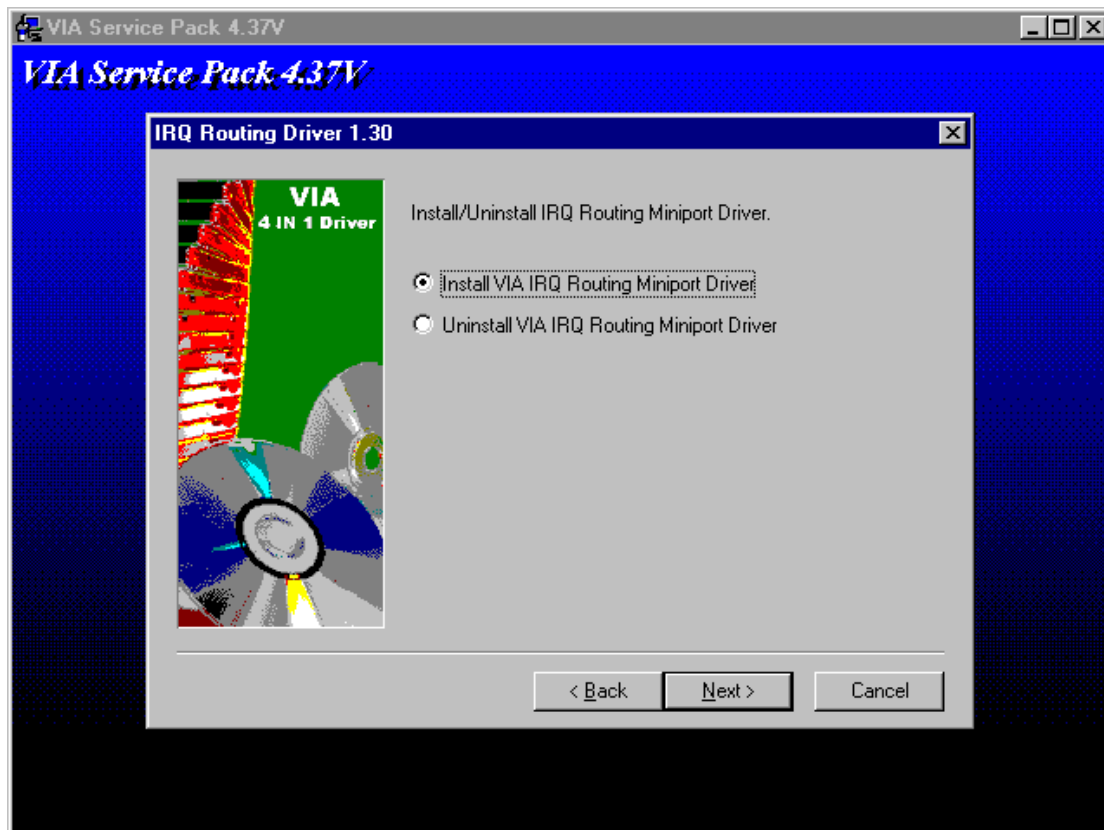 VIA Service Pack 4.37V
VIA Service Pack 4.37V
IRQ Routing Driver 1.30
VIA
4 IN 1 Driver
Install/Uninstall IRQ Routing Miniport Driver.
Install VIA IRQ Routing Miniport Driver
Uninstall VIA IRQ Routing Miniport Driver
< Back
Next >
Cancel